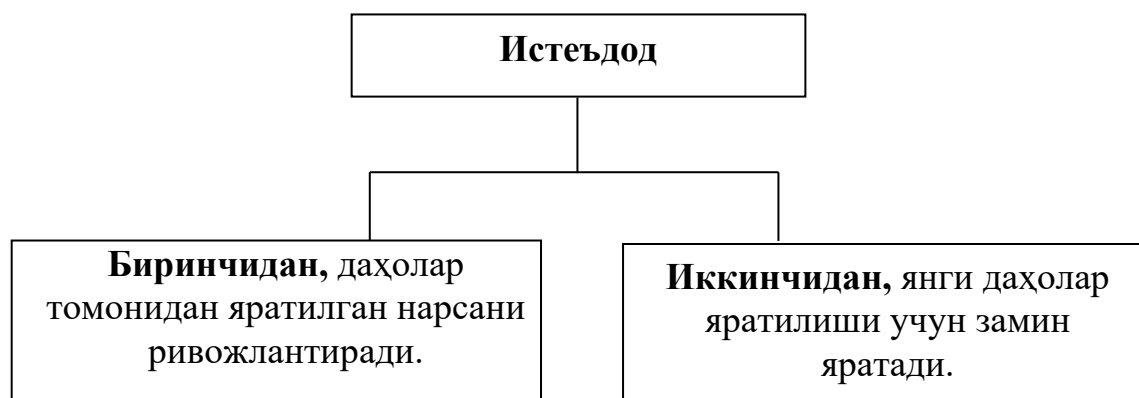 Истеъдод
Биринчидан, даҳолар
томонидан яратилган нарсани
ривожлантиради.
Иккинчидан, янги даҳолар
яратилиши учун замин
яратади.